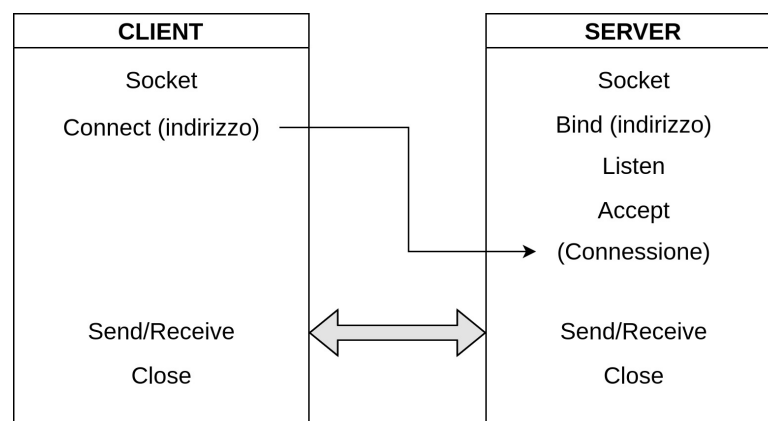 CLIENT
Socket
Connect (indirizzo)
Send/Receive
Close
SERVER
Socket
Bind (indirizzo)
Listen
Accept
(Connessione)
Send/Receive
Close